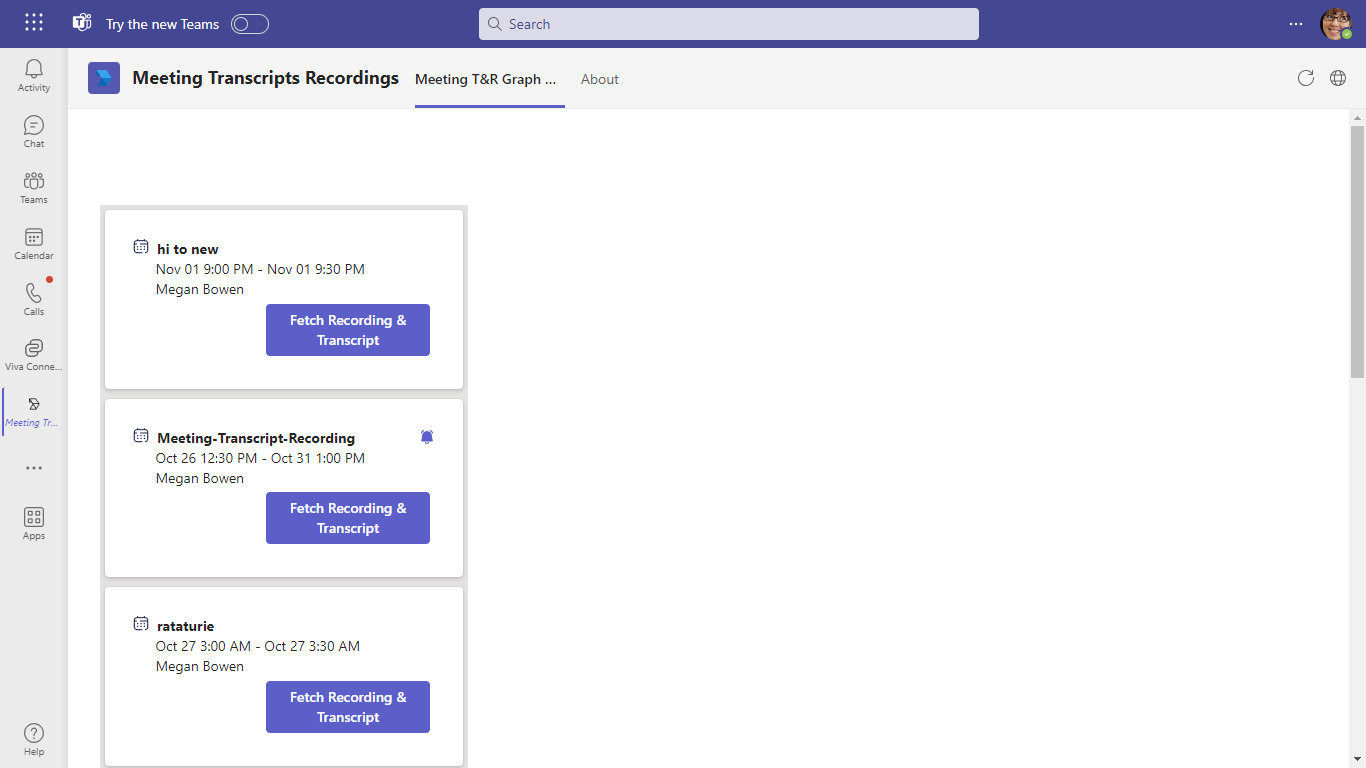 Try the new Teams
Search
Activity
Chat
Teams
Calendar
Calls
Viva Conne...
Meeting Tr...
Apps
Help
Meeting Transcripts Recordings
Meeting T&R Graph ...
About
hi to new
Nov 01 9:00 PM - Nov 01 9:30 PM
Megan Bowen
Fetch Recording &
Transcript
Meeting-Transcript-Recording
Oct 26 12:30 PM - Oct 31 1:00 PM
Megan Bowen
Fetch Recording &
Transcript
rataturie
Oct 27 3:00 AM - Oct 27 3:30 AM
Megan Bowen
Fetch Recording &
Transcript